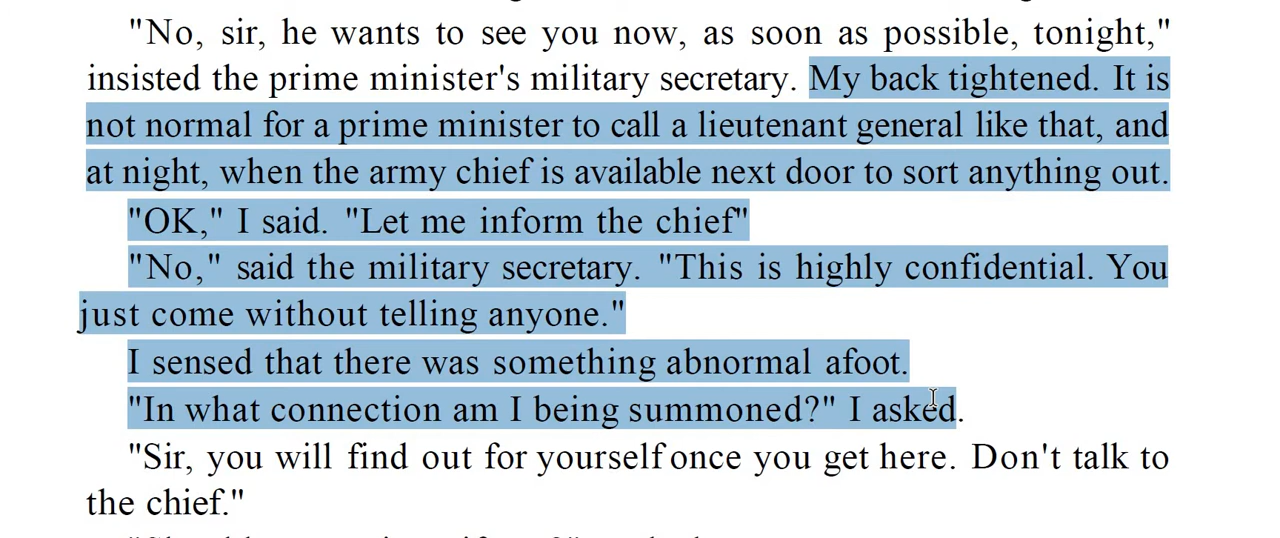 "No, sir, he wants to see you now, as soon as possible, tonight,"
insisted the prime minister's military secretary. My back tightened. It is
not normal for a prime minister to call a lieutenant general like that, and
at night, when the army chief is available next door to sort anything out.
"OK," I said. "Let me inform the chief"
"No," said the military secretary. "This is highly confidential. You
just come without telling anyone."
I sensed that there was something abnormal afoot.
"In what connection am I being summoned?" I asked.
"Sir, you will find out for yourself once you get here. Don't talk to
the chief."